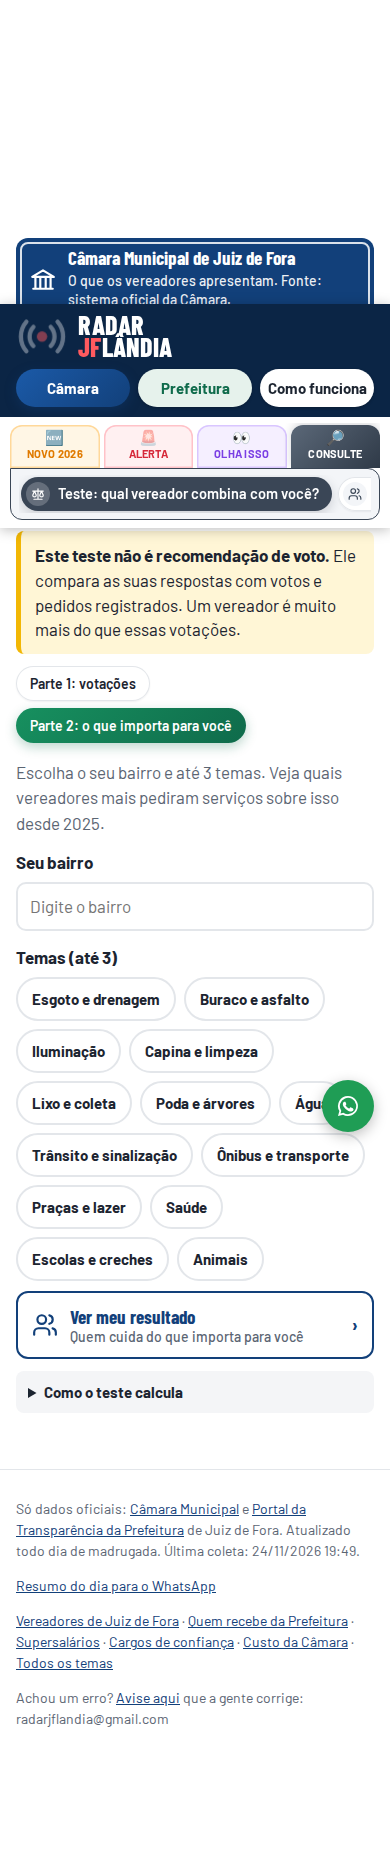 Câmara Municipal de Juiz de Fora
O que os vereadores apresentam. Fonte:
sistema oficial da Câmara.
RADAR
JFLÂNDIA
Câmara
Prefeitura
Como funciona
NOVO 2026
ALERTA
OLHA ISSO
CONSULTE
Teste: qual vereador combina com você?
Este teste não é recomendação de voto. Ele
compara as suas respostas com votos e
pedidos registrados. Um vereador é muito
mais do que essas votações.
Parte 1: votações
Parte 2: o que importa para você
Escolha o seu bairro e até 3 temas. Veja quais
vereadores mais pediram serviços sobre isso
desde 2025.
Seu bairro
Digite o bairro
Temas (até 3)
Esgoto e drenagem
Buraco e asfalto
Iluminação
Capina e limpeza
Lixo e coleta
Poda e árvores
Trânsito e sinalização
Ônibus e transporte
Praças e lazer
Saúde
Escolas e creches
Animais
Ver meu resultado
Quem cuida do que importa para você
Como o teste calcula
Só dados oficiais: Câmara Municipal e Portal da
Transparência da Prefeitura de Juiz de Fora. Atualizado
todo dia de madrugada. Última coleta: 24/11/2026 19:49.
Resumo do dia para o WhatsApp
Vereadores de Juiz de Fora · Quem recebe da Prefeitura ·
Supersalários · Cargos de confiança · Custo da Câmara ·
Todos os temas
Achou um erro? Avise aqui que a gente corrige:
radarjflandia@gmail.com